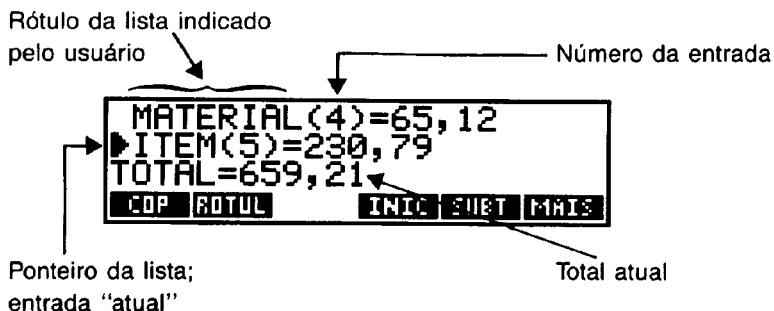 Rótulo da lista indicado
pelo usuário
Número da entrada
MATERIAL(4)=65,12
ITEM(5)=230,79
TOTAL=659,21
COP ROTUL INIC SUBT MAIS
Ponteiro da lista;
entrada “atual”
Total atual